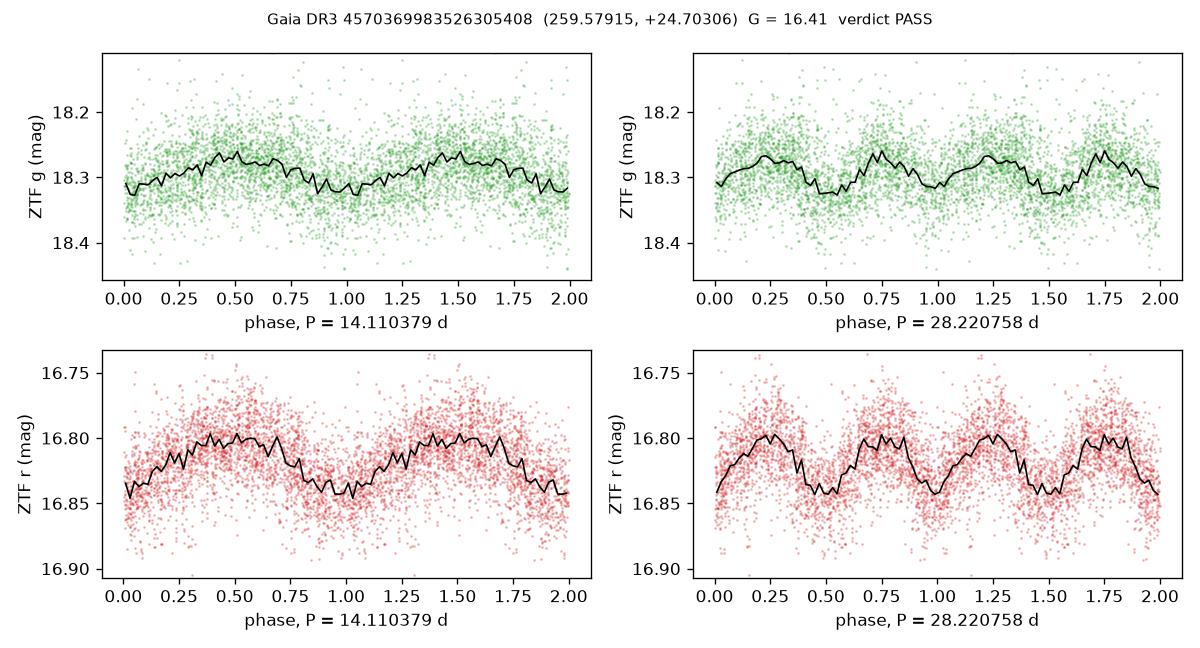 Gaia DR3 4570369983526305408 (259.57915, +24.70306) G = 16.41 verdict PASS
ZTF g (mag)
18.2
18.3
18.4
0.00 0.25 0.50 0.75 1.00 1.25 1.50 1.75 2.00
phase, P = 14.110379 d
ZTF g (mag)
18.2
18.3
18.4
0.00 0.25 0.50 0.75 1.00 1.25 1.50 1.75 2.00
phase, P = 28.220758 d
ZTF r (mag)
16.75
16.80
16.85
16.90
0.00 0.25 0.50 0.75 1.00 1.25 1.50 1.75 2.00
phase, P = 14.110379 d
ZTF r (mag)
16.75
16.80
16.85
16.90
0.00 0.25 0.50 0.75 1.00 1.25 1.50 1.75 2.00
phase, P = 28.220758 d